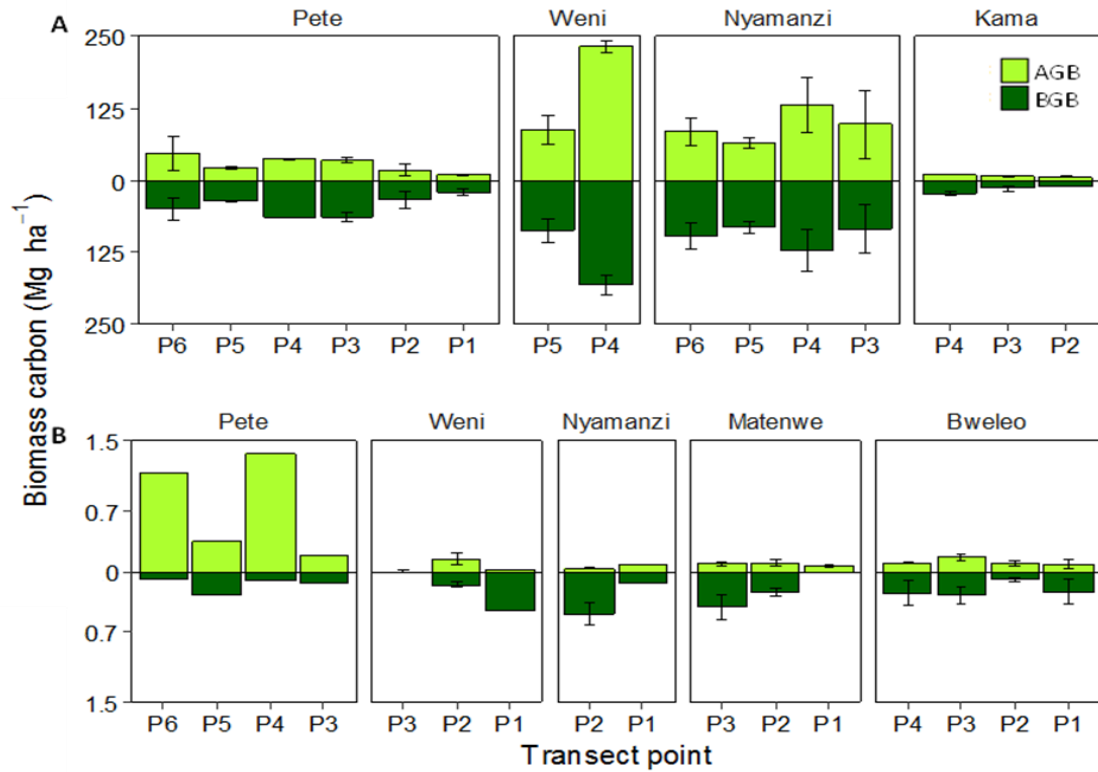 A
Pete Weni Nyamanzi Kama
250
125
0
125
250
AGB
BGB
P6 P5 P4 P3 P2 P1 P5 P4 P6 P5 P4 P3 P4 P3 P2
Biomass carbon (Mg ha⁻¹)
B
Pete Weni Nyamanzi Matenwe Bweleo
1.5
0.7
0
0.7
1.5
P6 P5 P4 P3 P3 P2 P1 P2 P1 P3 P2 P1 P4 P3 P2 P1
Transect point